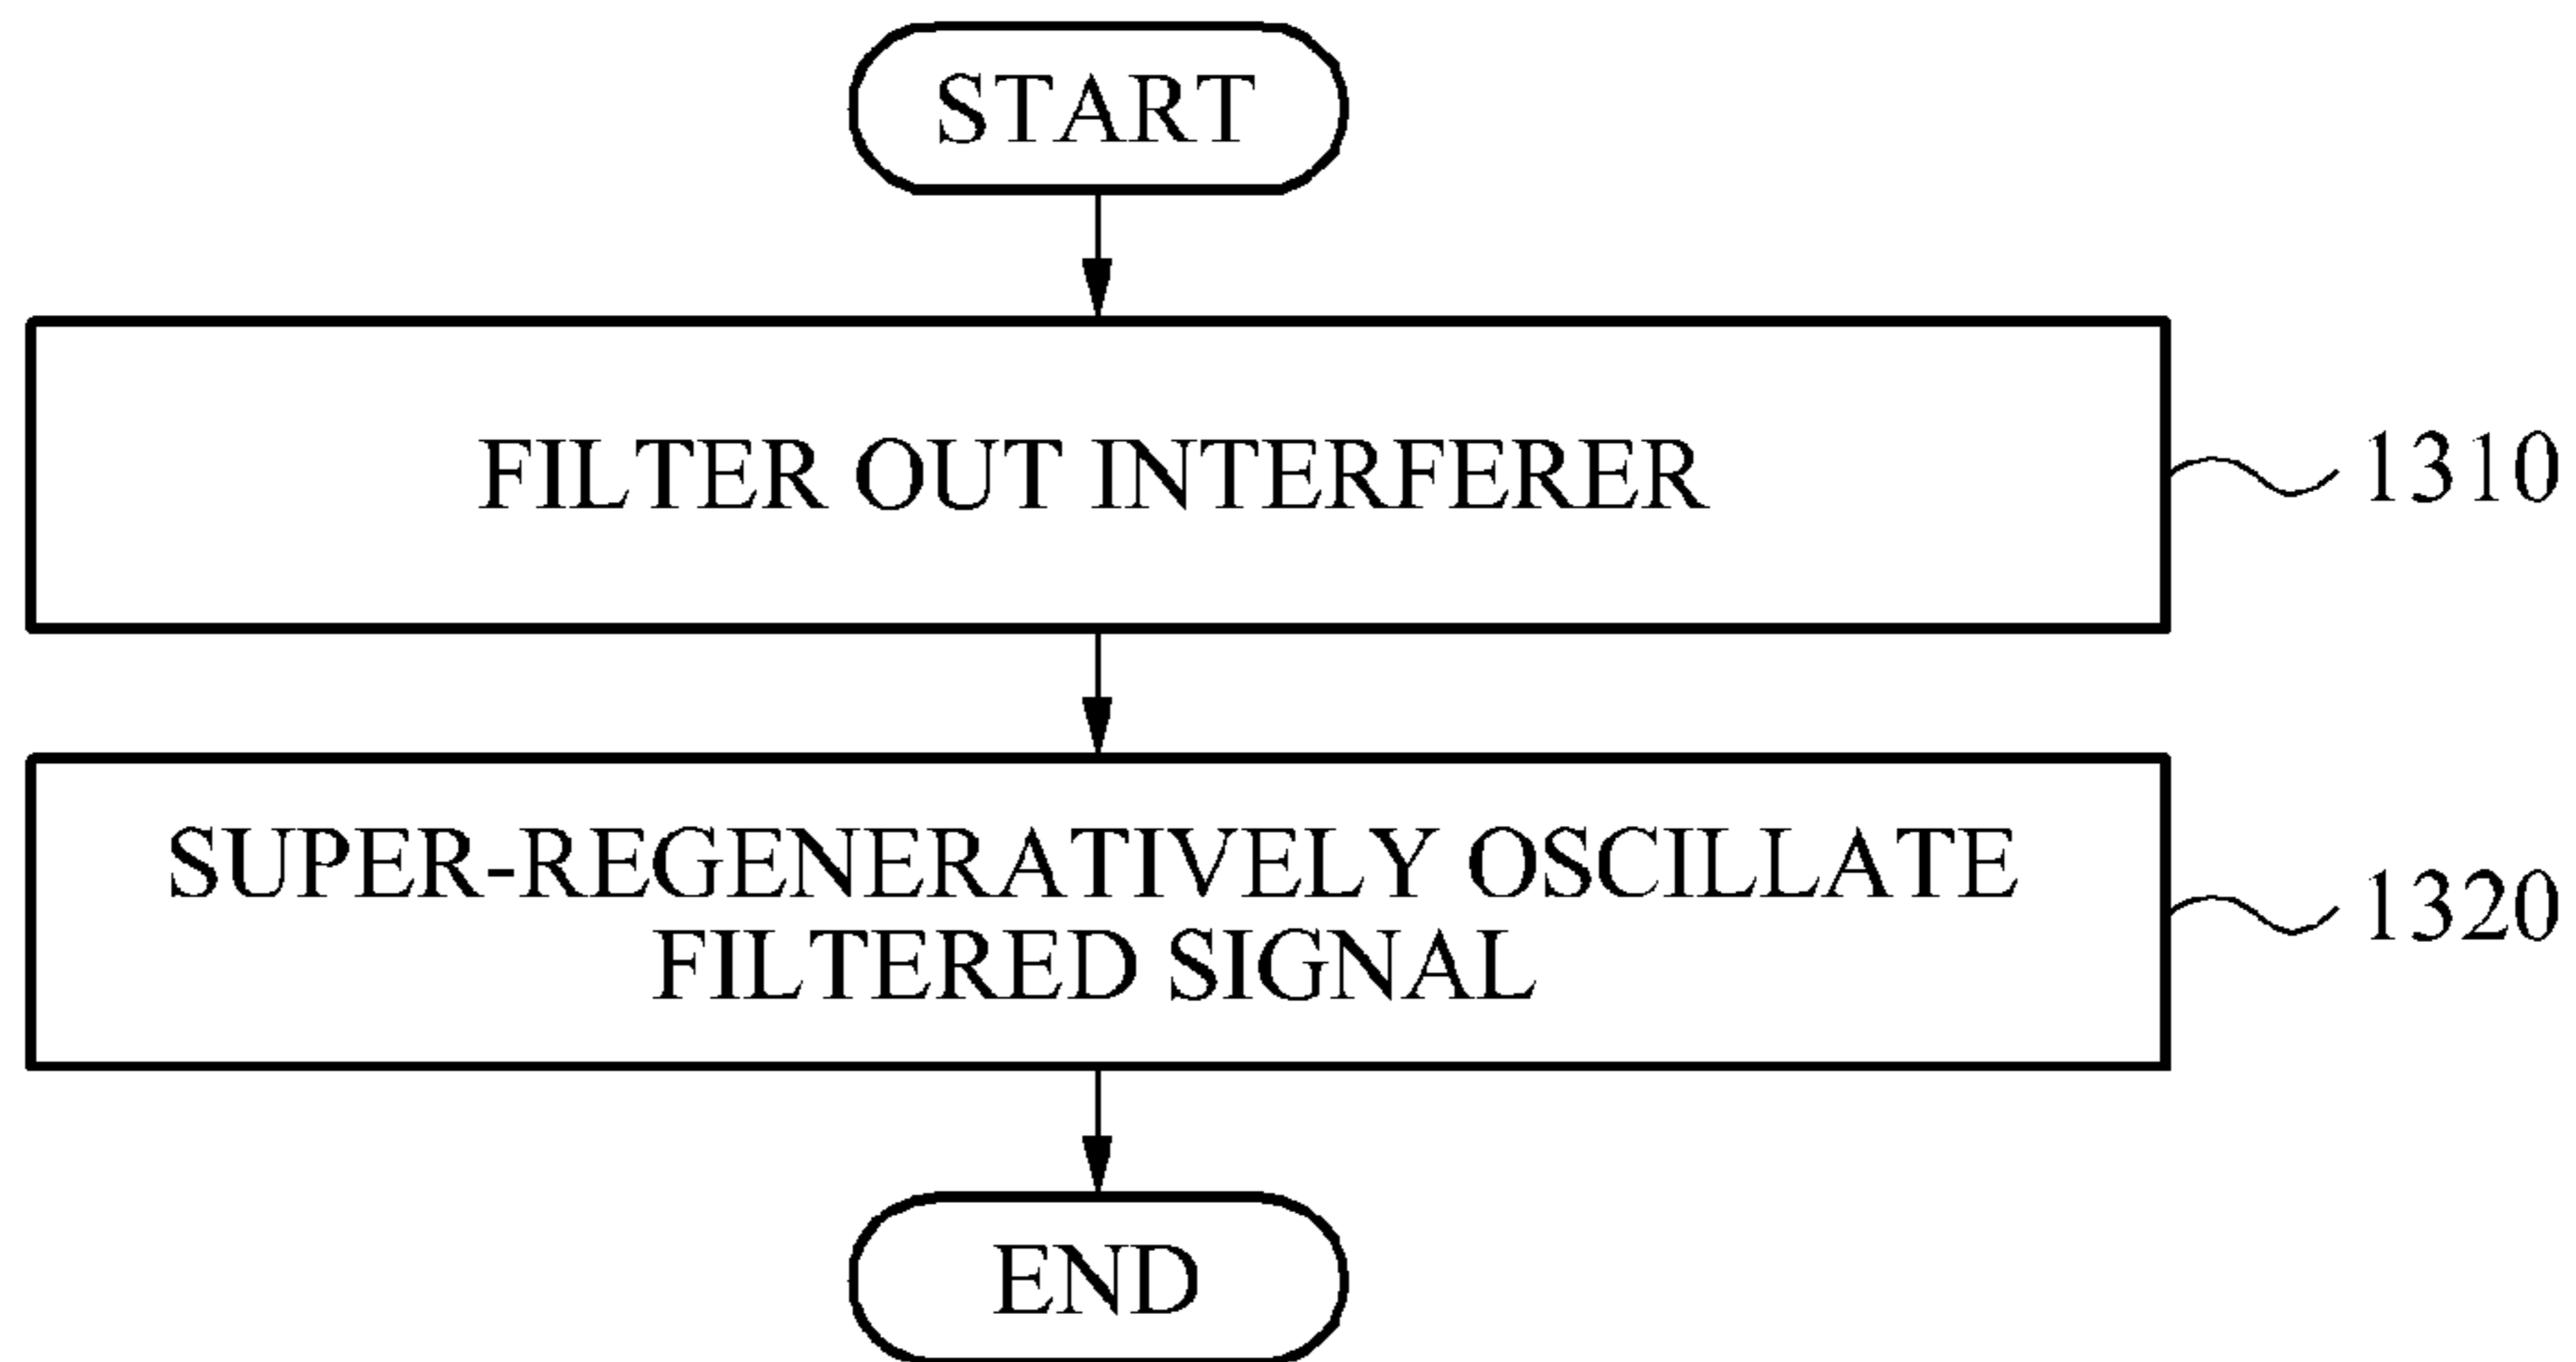 START
FILTER OUT INTERFERER
1310
SUPER-REGENERATIVELY OSCILLATE
FILTERED SIGNAL
1320
END